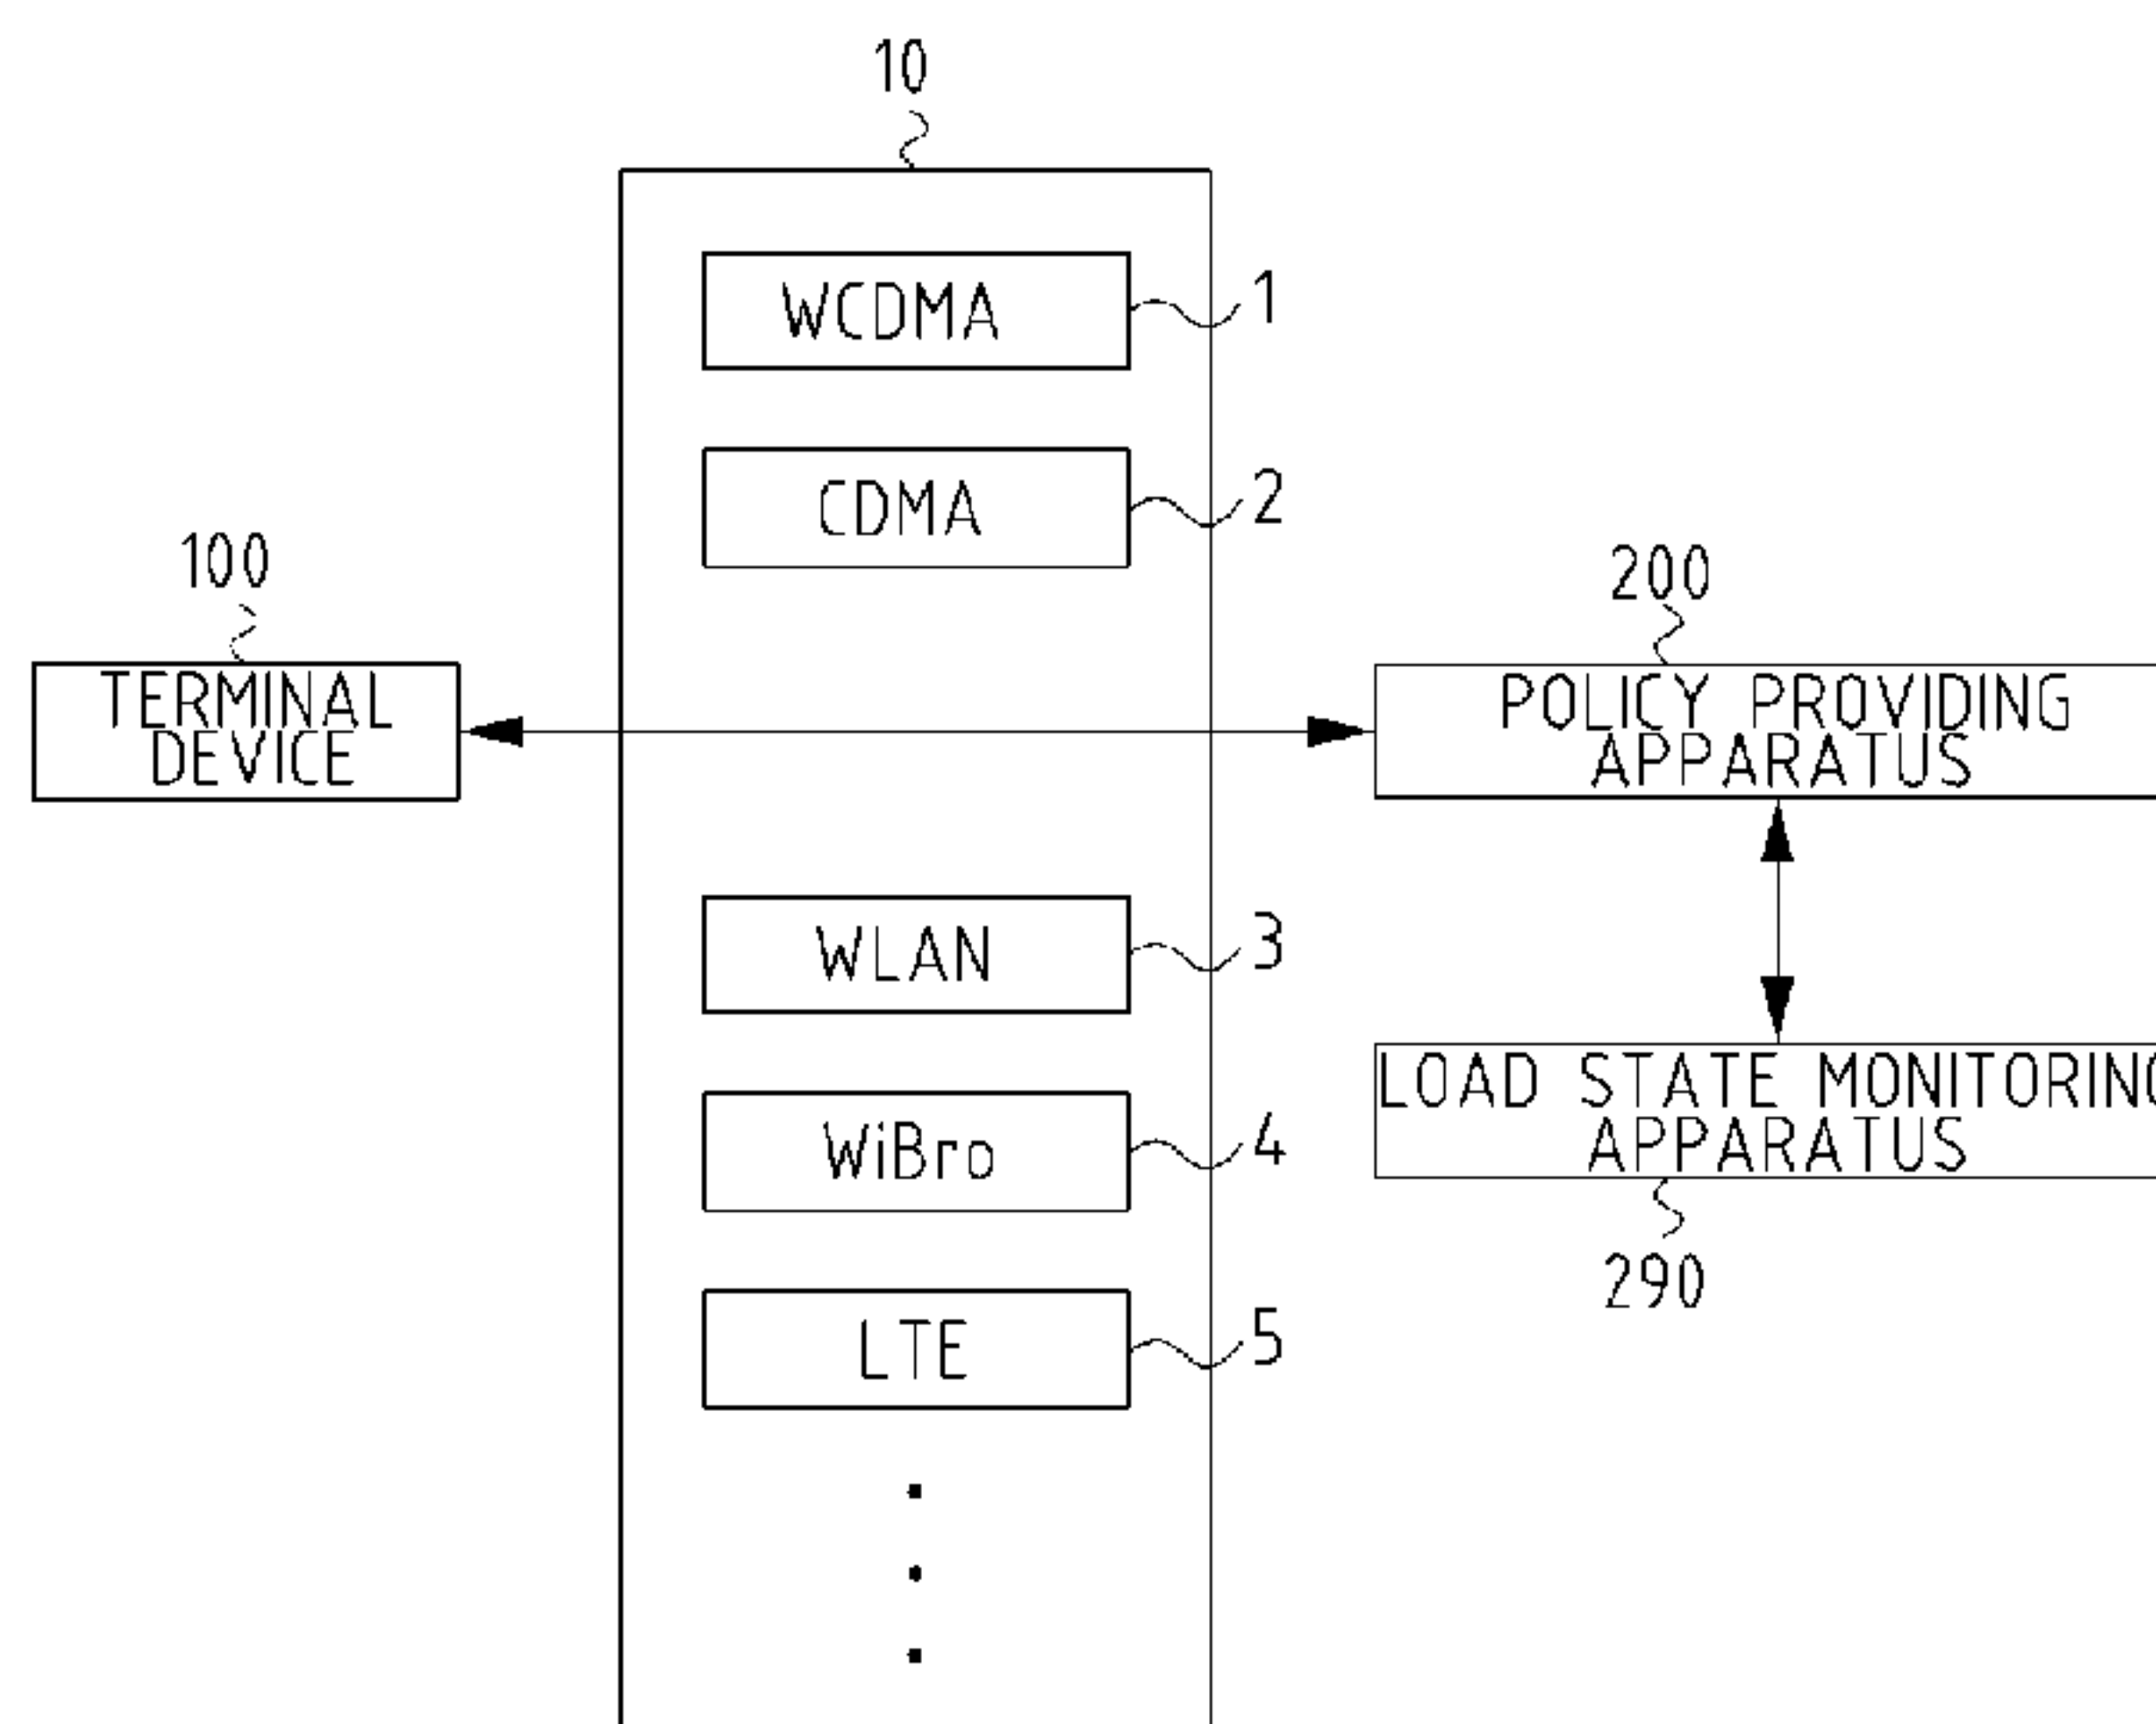 10
WCDMA
1
CDMA
2
100
TERMINAL
DEVICE
200
POLICY PROVIDING
APPARATUS
WLAN
3
LOAD STATE MONITORING
APPARATUS
290
WiBro
4
LTE
5